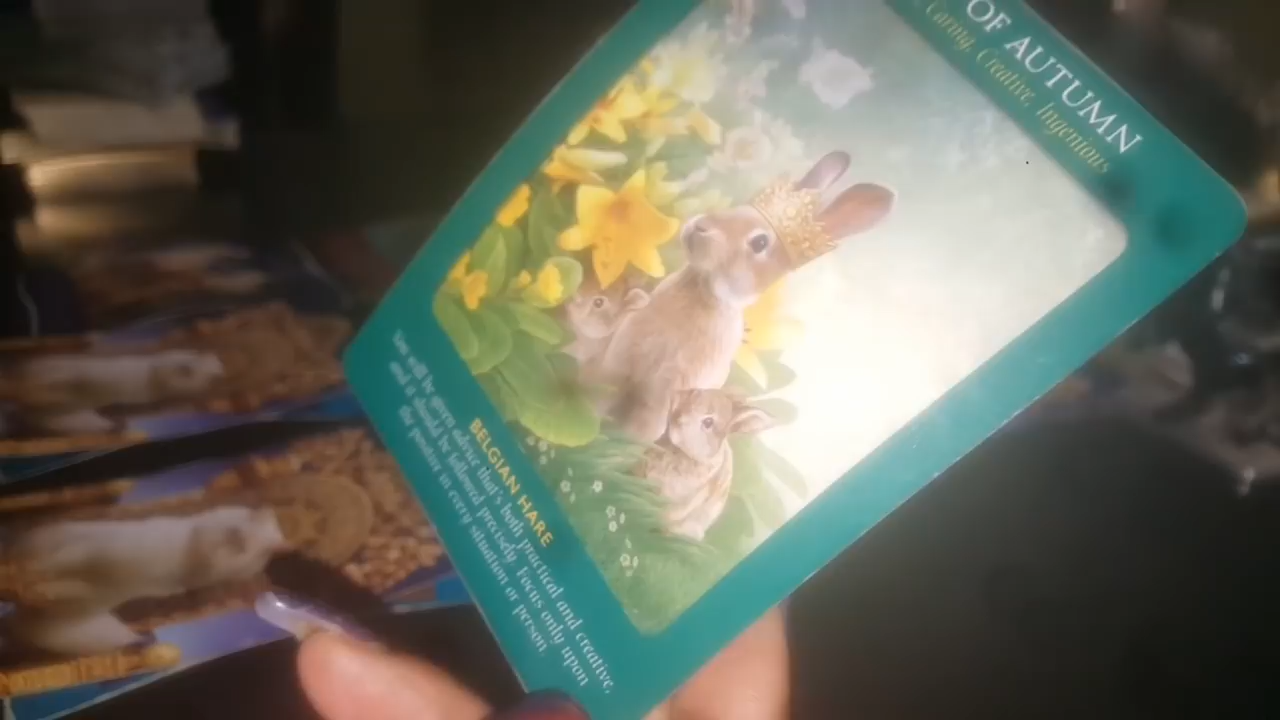 OF AUTUMN
Caring, Creative, Ingenious
BELGIAN HARE
You will be given advice that's both practical and creative,
and it should be followed precisely. Focus only upon
the positive in every situation or person